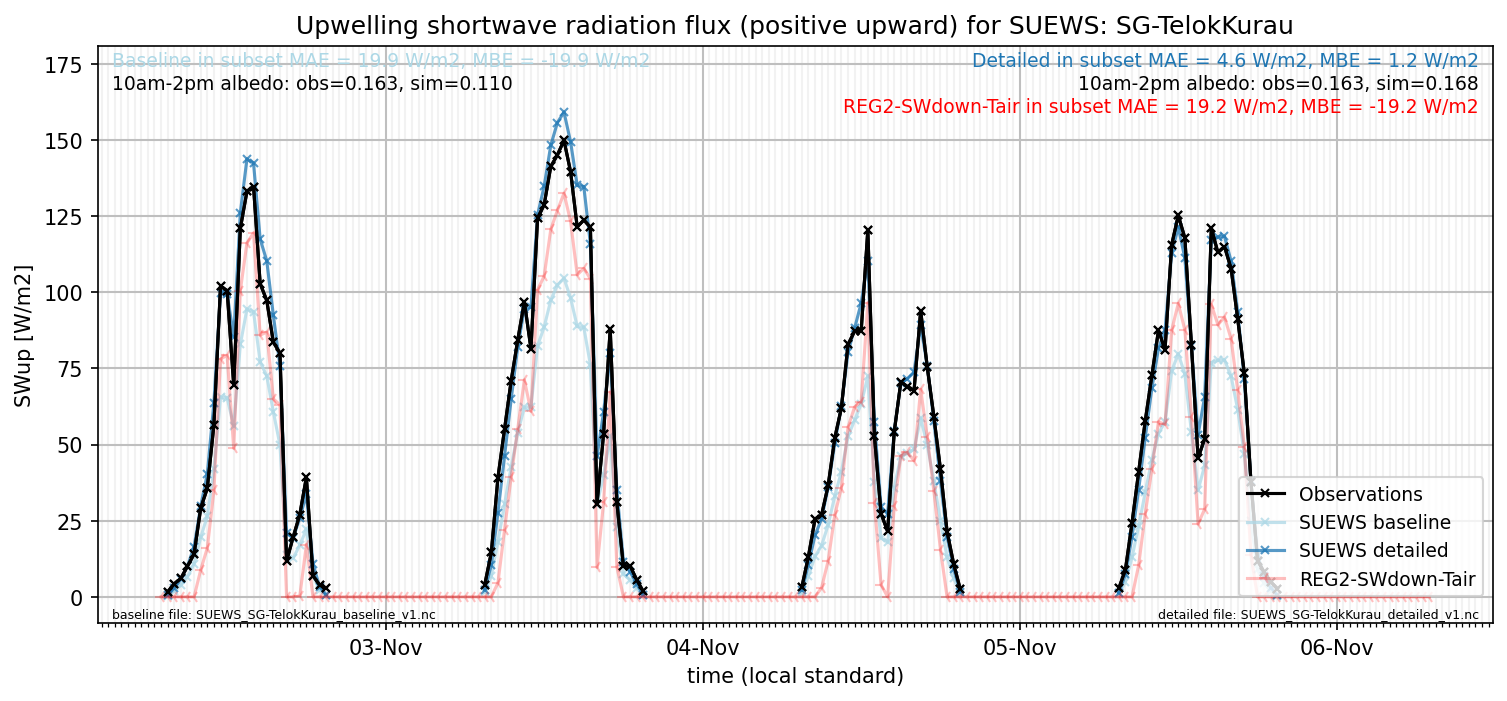 Upwelling shortwave radiation flux (positive upward) for SUEWS: SG-TelokKurau
Baseline in subset MAE = 19.9 W/m2, MBE = -19.9 W/m2
10am-2pm albedo: obs=0.163, sim=0.110
Detailed in subset MAE = 4.6 W/m2, MBE = 1.2 W/m2
10am-2pm albedo: obs=0.163, sim=0.168
REG2-SWdown-Tair in subset MAE = 19.2 W/m2, MBE = -19.2 W/m2
SWup [W/m2]
175
150
125
100
75
50
25
0
Observations
SUEWS baseline
SUEWS detailed
REG2-SWdown-Tair
baseline file: SUEWS_SG-TelokKurau_baseline_v1.nc
detailed file: SUEWS_SG-TelokKurau_detailed_v1.nc
03-Nov 04-Nov 05-Nov 06-Nov
time (local standard)